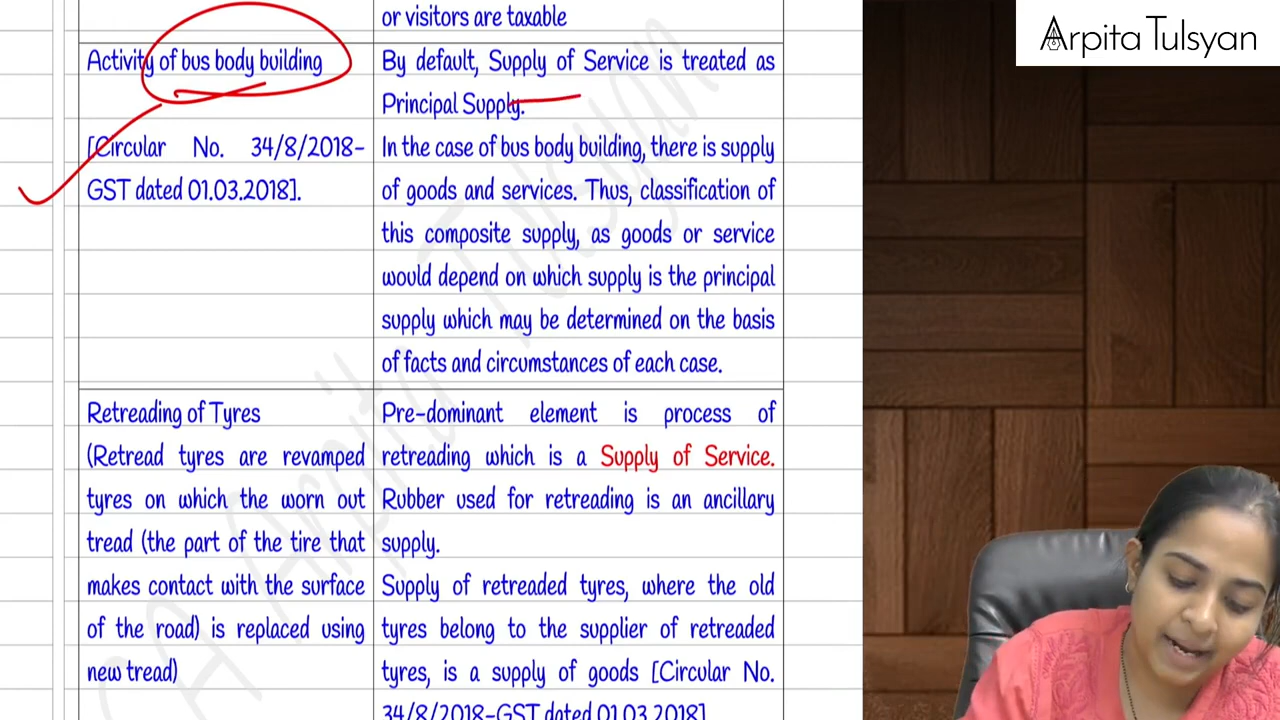 Arpita Tulsyan
or visitors are taxable
Activity of bus body building
[Circular No. 34/8/2018-
GST dated 01.03.2018].
By default, Supply of Service is treated as
Principal Supply.
In the case of bus body building, there is supply
of goods and services. Thus, classification of
this composite supply, as goods or service
would depend on which supply is the principal
supply which may be determined on the basis
of facts and circumstances of each case.
Retreading of Tyres
(Retread tyres are revamped
tyres on which the worn out
tread (the part of the tire that
makes contact with the surface
of the road) is replaced using
new tread)
Pre-dominant element is process of
retreading which is a Supply of Service.
Rubber used for retreading is an ancillary
supply.
Supply of retreaded tyres, where the old
tyres belong to the supplier of retreaded
tyres, is a supply of goods [Circular No.
34/8/2018-GST dated 01.03.2018]
CA Arpita Tulsyan